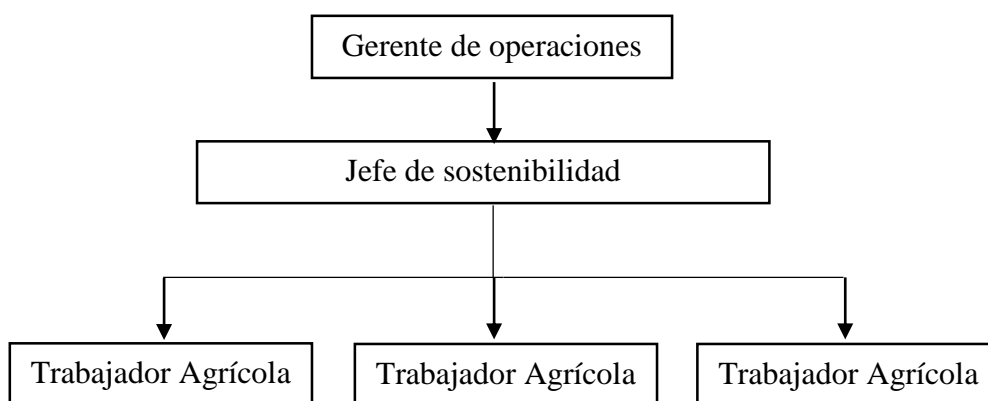 Gerente de operaciones
Jefe de sostenibilidad
Trabajador Agrícola
Trabajador Agrícola
Trabajador Agrícola